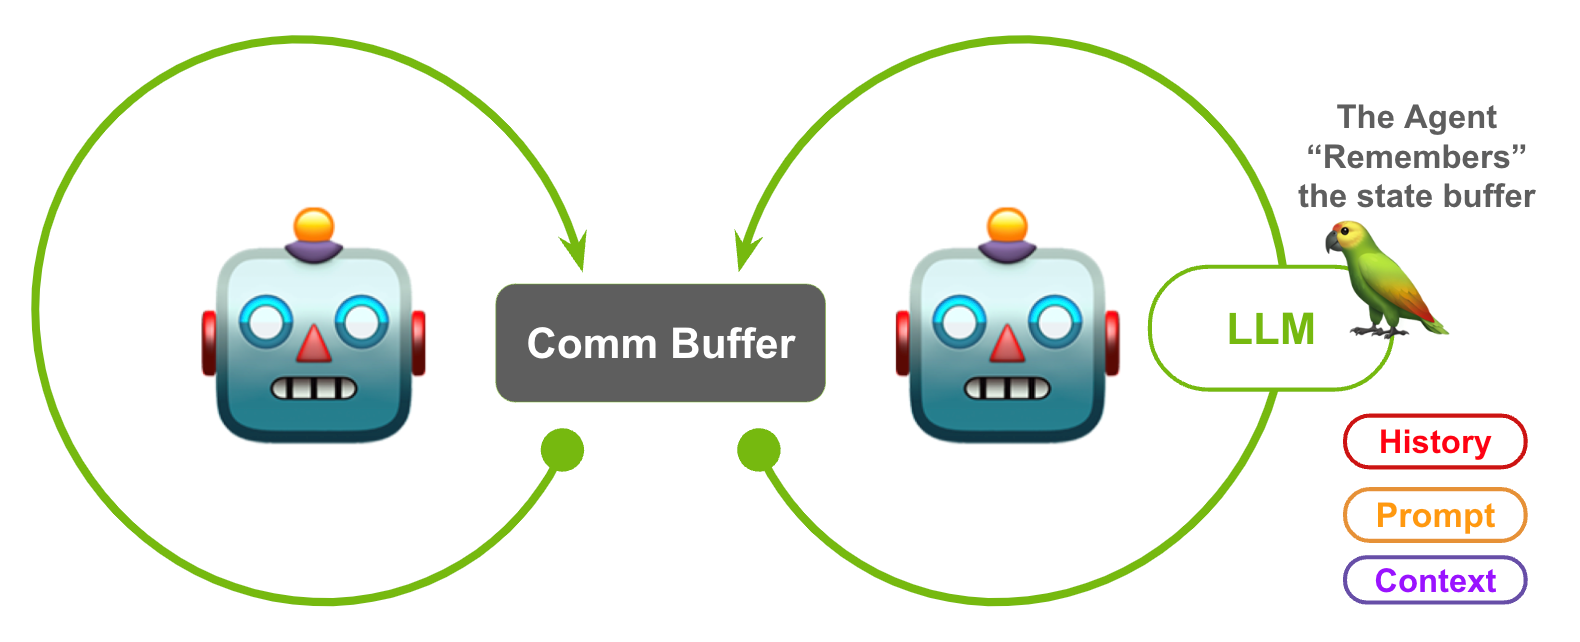 The Agent
“Remembers”
the state buffer
Comm Buffer
LLM
History
Prompt
Context